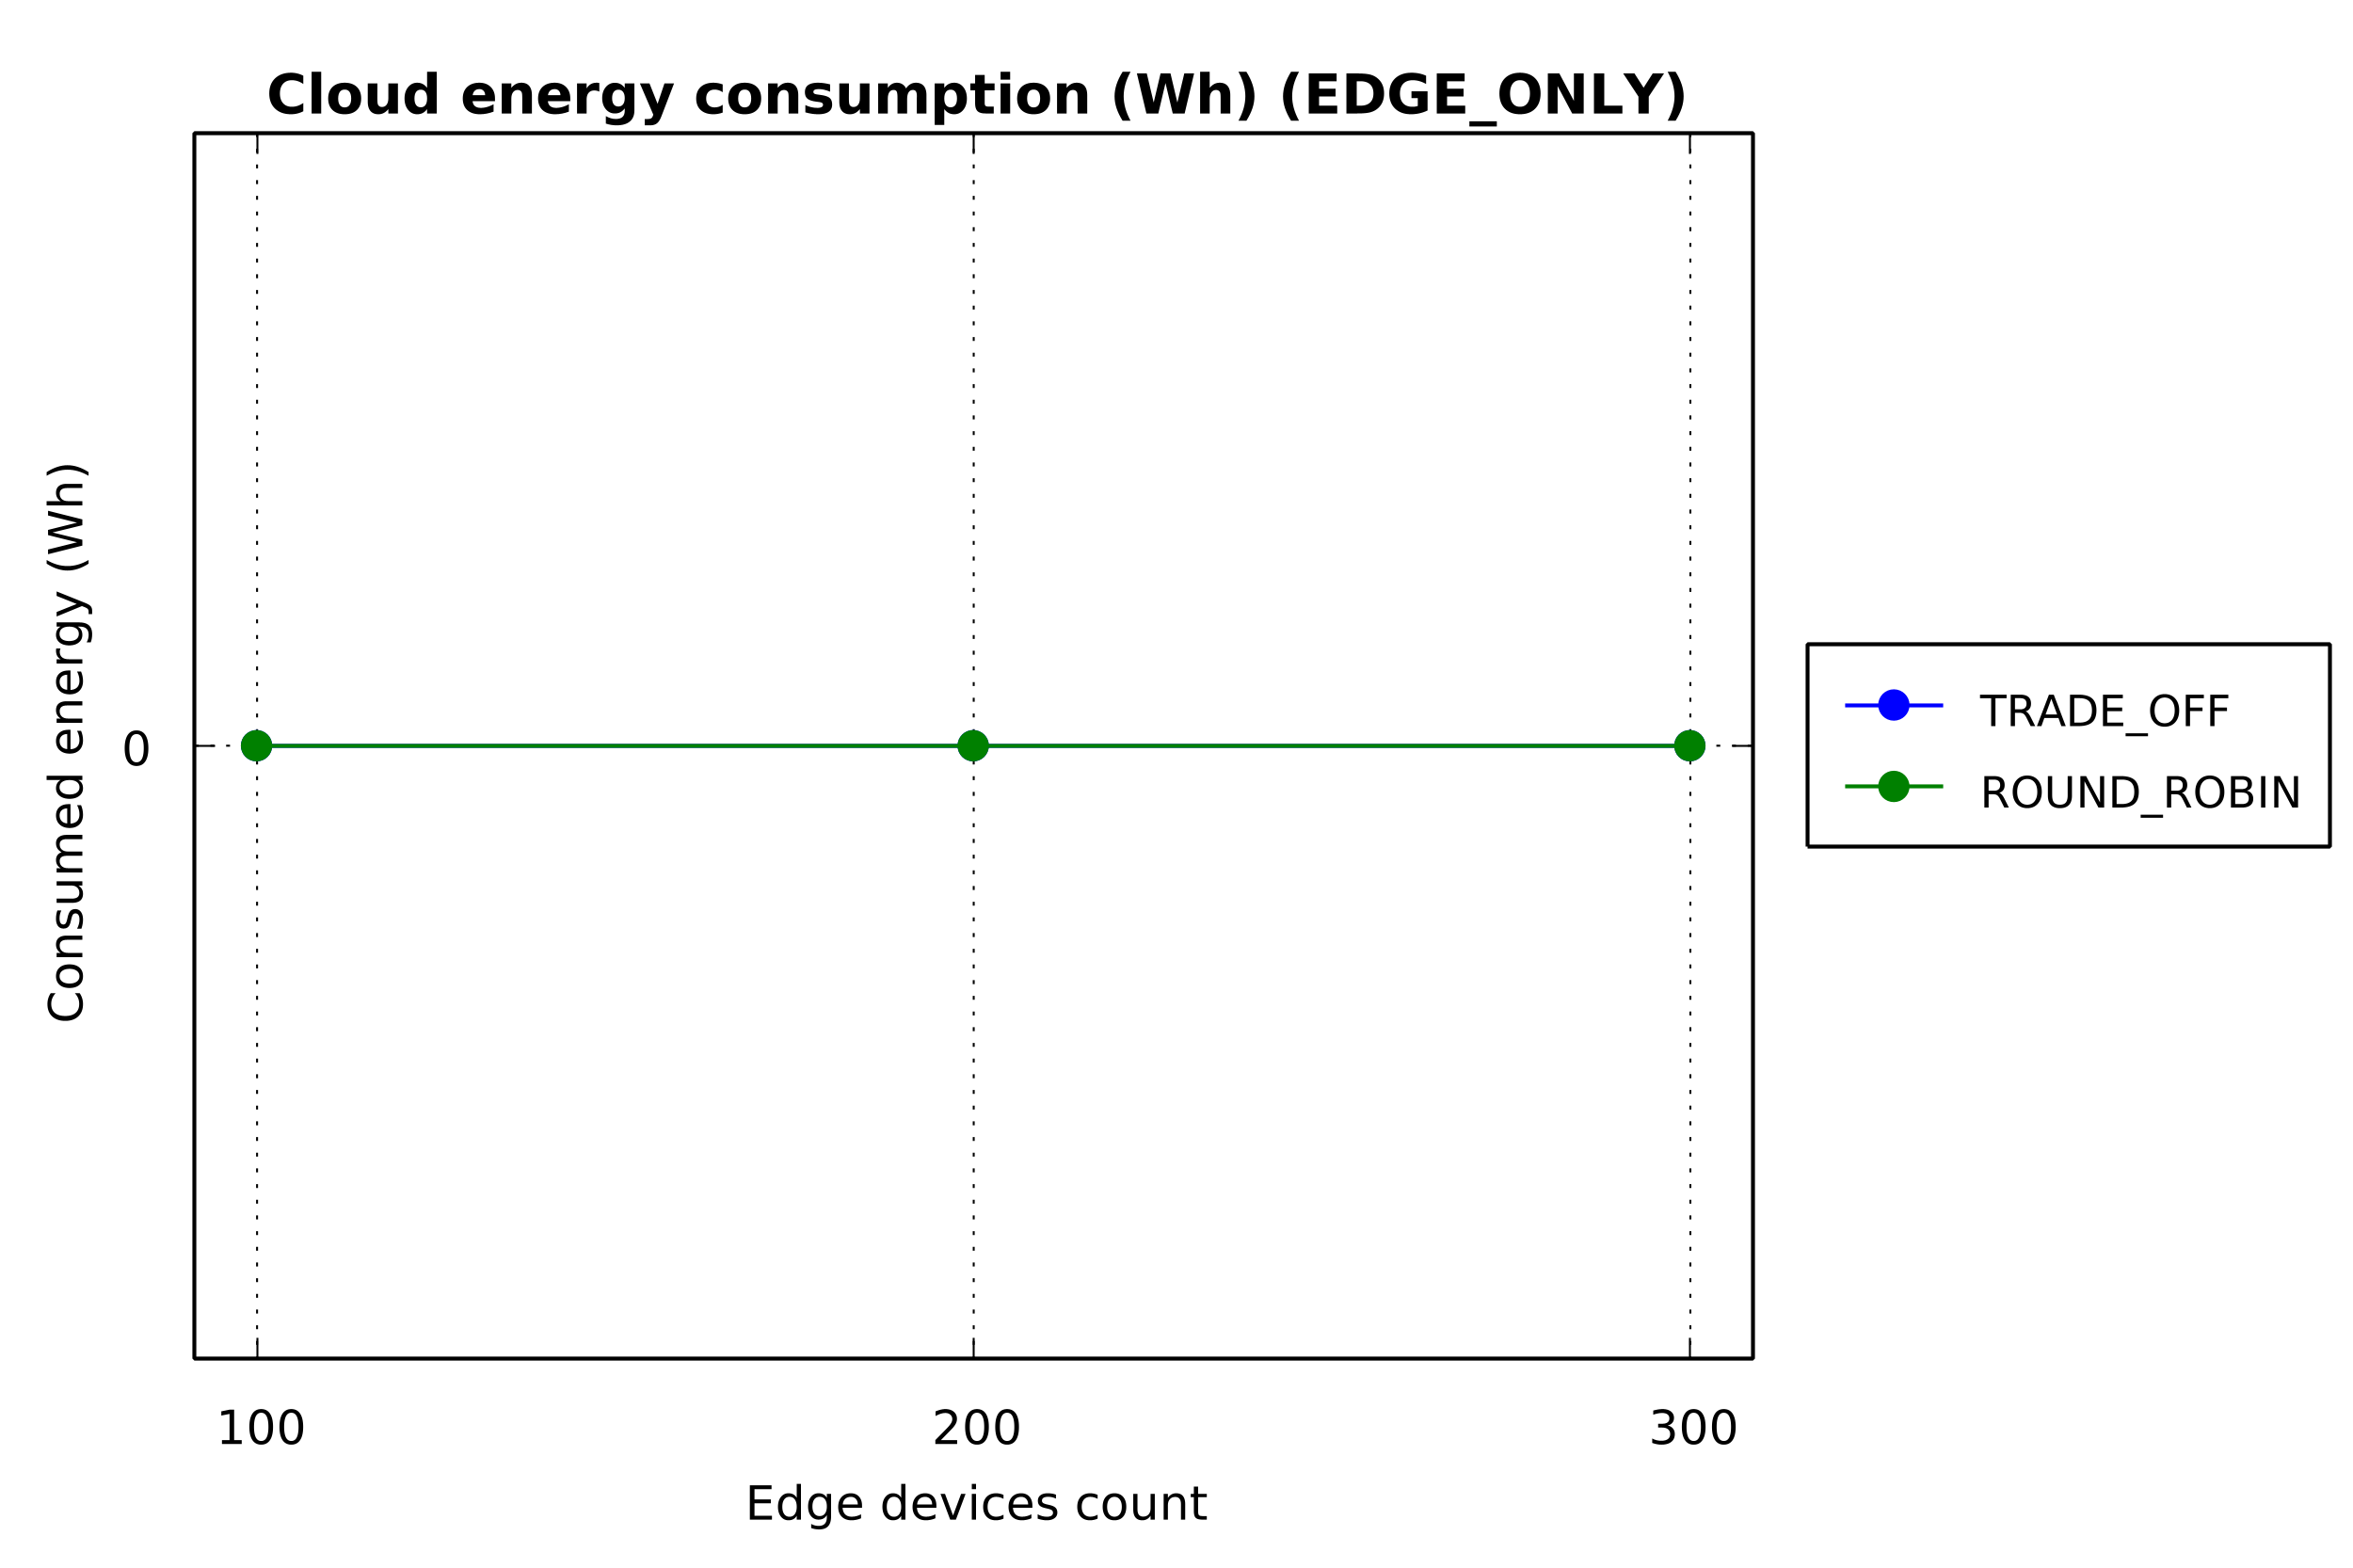 Cloud energy consumption (Wh) (EDGE_ONLY)
Consumed energy (Wh)
0
TRADE_OFF
ROUND_ROBIN
100 200 300
Edge devices count